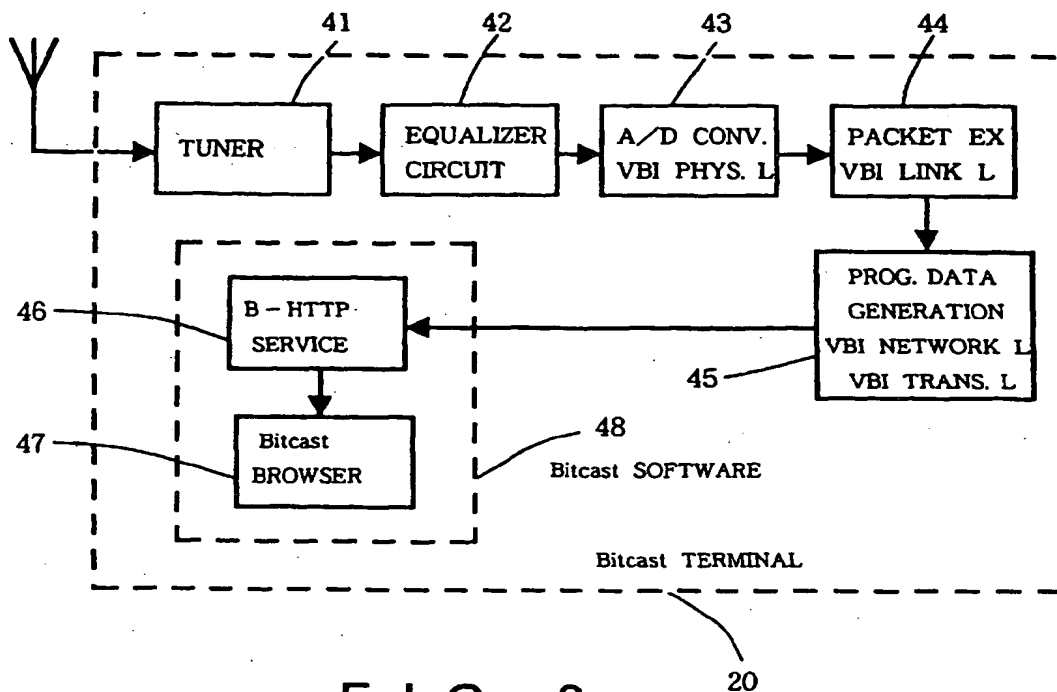 41
42
43
44
TUNER
EQUALIZER
CIRCUIT
A/D CONV.
VBI PHYS. L
PACKET EX
VBI LINK L
PROG. DATA
GENERATION
VBI NETWORK L
VBI TRANS. L
45
46
B-HTTP
SERVICE
47
Bitcast
BROWSER
48
Bitcast SOFTWARE
Bitcast TERMINAL
20